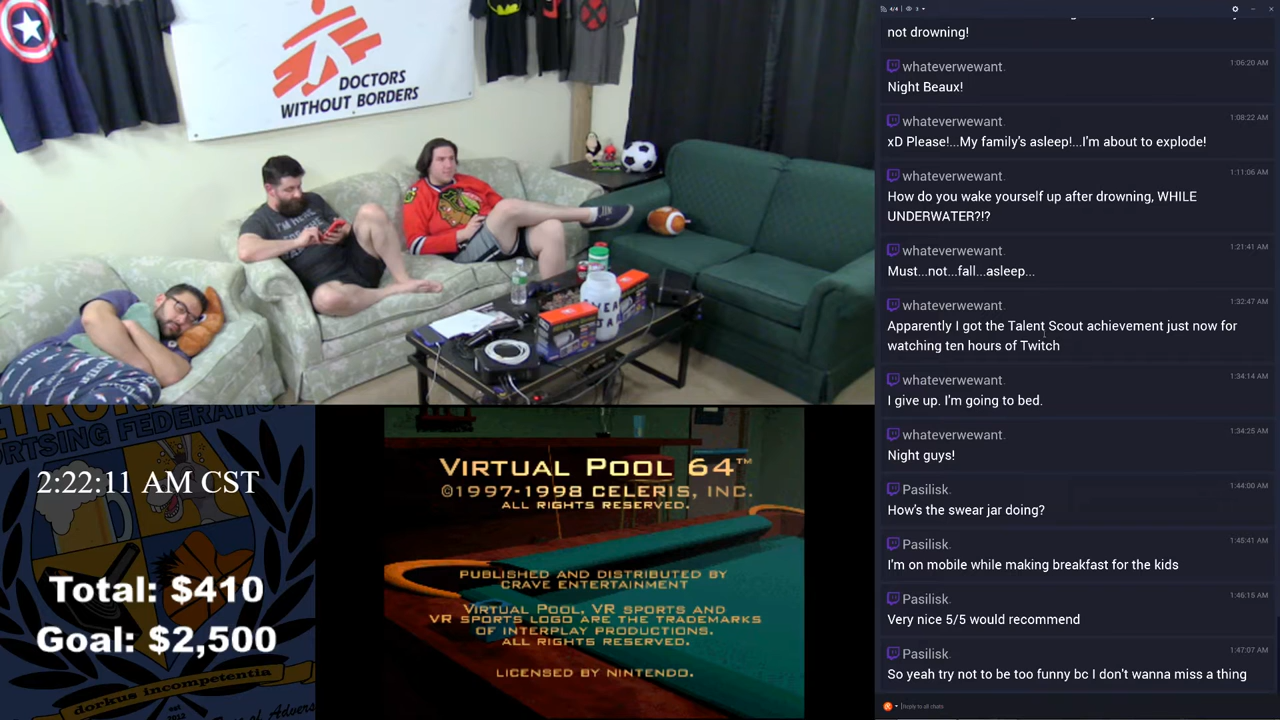 DOCTORS
WITHOUT BORDERS
I'M HERE
2:22:11 AM CST
Total: $410
Goal: $2,500
dorkus incompetentia
VIRTUAL POOL 64™
©1997-1998 CELERIS, INC.
ALL RIGHTS RESERVED.
PUBLISHED AND DISTRIBUTED BY
CRAVE ENTERTAINMENT
VIRTUAL POOL, VR SPORTS AND
VR SPORTS LOGO ARE THE TRADEMARKS
OF INTERPLAY PRODUCTIONS.
ALL RIGHTS RESERVED.
LICENSED BY NINTENDO.
4/4
3
not drowning!
whateverwewant.
1:06:20 AM
Night Beaux!
whateverwewant.
1:08:22 AM
xD Please!...My family's asleep!...I'm about to explode!
whateverwewant.
1:11:06 AM
How do you wake yourself up after drowning, WHILE
UNDERWATER?!?
whateverwewant.
1:21:41 AM
Must...not...fall...asleep...
whateverwewant.
1:32:47 AM
Apparently I got the Talent Scout achievement just now for
watching ten hours of Twitch
whateverwewant.
1:34:14 AM
I give up. I'm going to bed.
whateverwewant.
1:34:25 AM
Night guys!
Pasilisk.
1:44:00 AM
How's the swear jar doing?
Pasilisk.
1:45:41 AM
I'm on mobile while making breakfast for the kids
Pasilisk.
1:46:15 AM
Very nice 5/5 would recommend
Pasilisk.
1:47:07 AM
So yeah try not to be too funny bc I don't wanna miss a thing
Reply to all chats